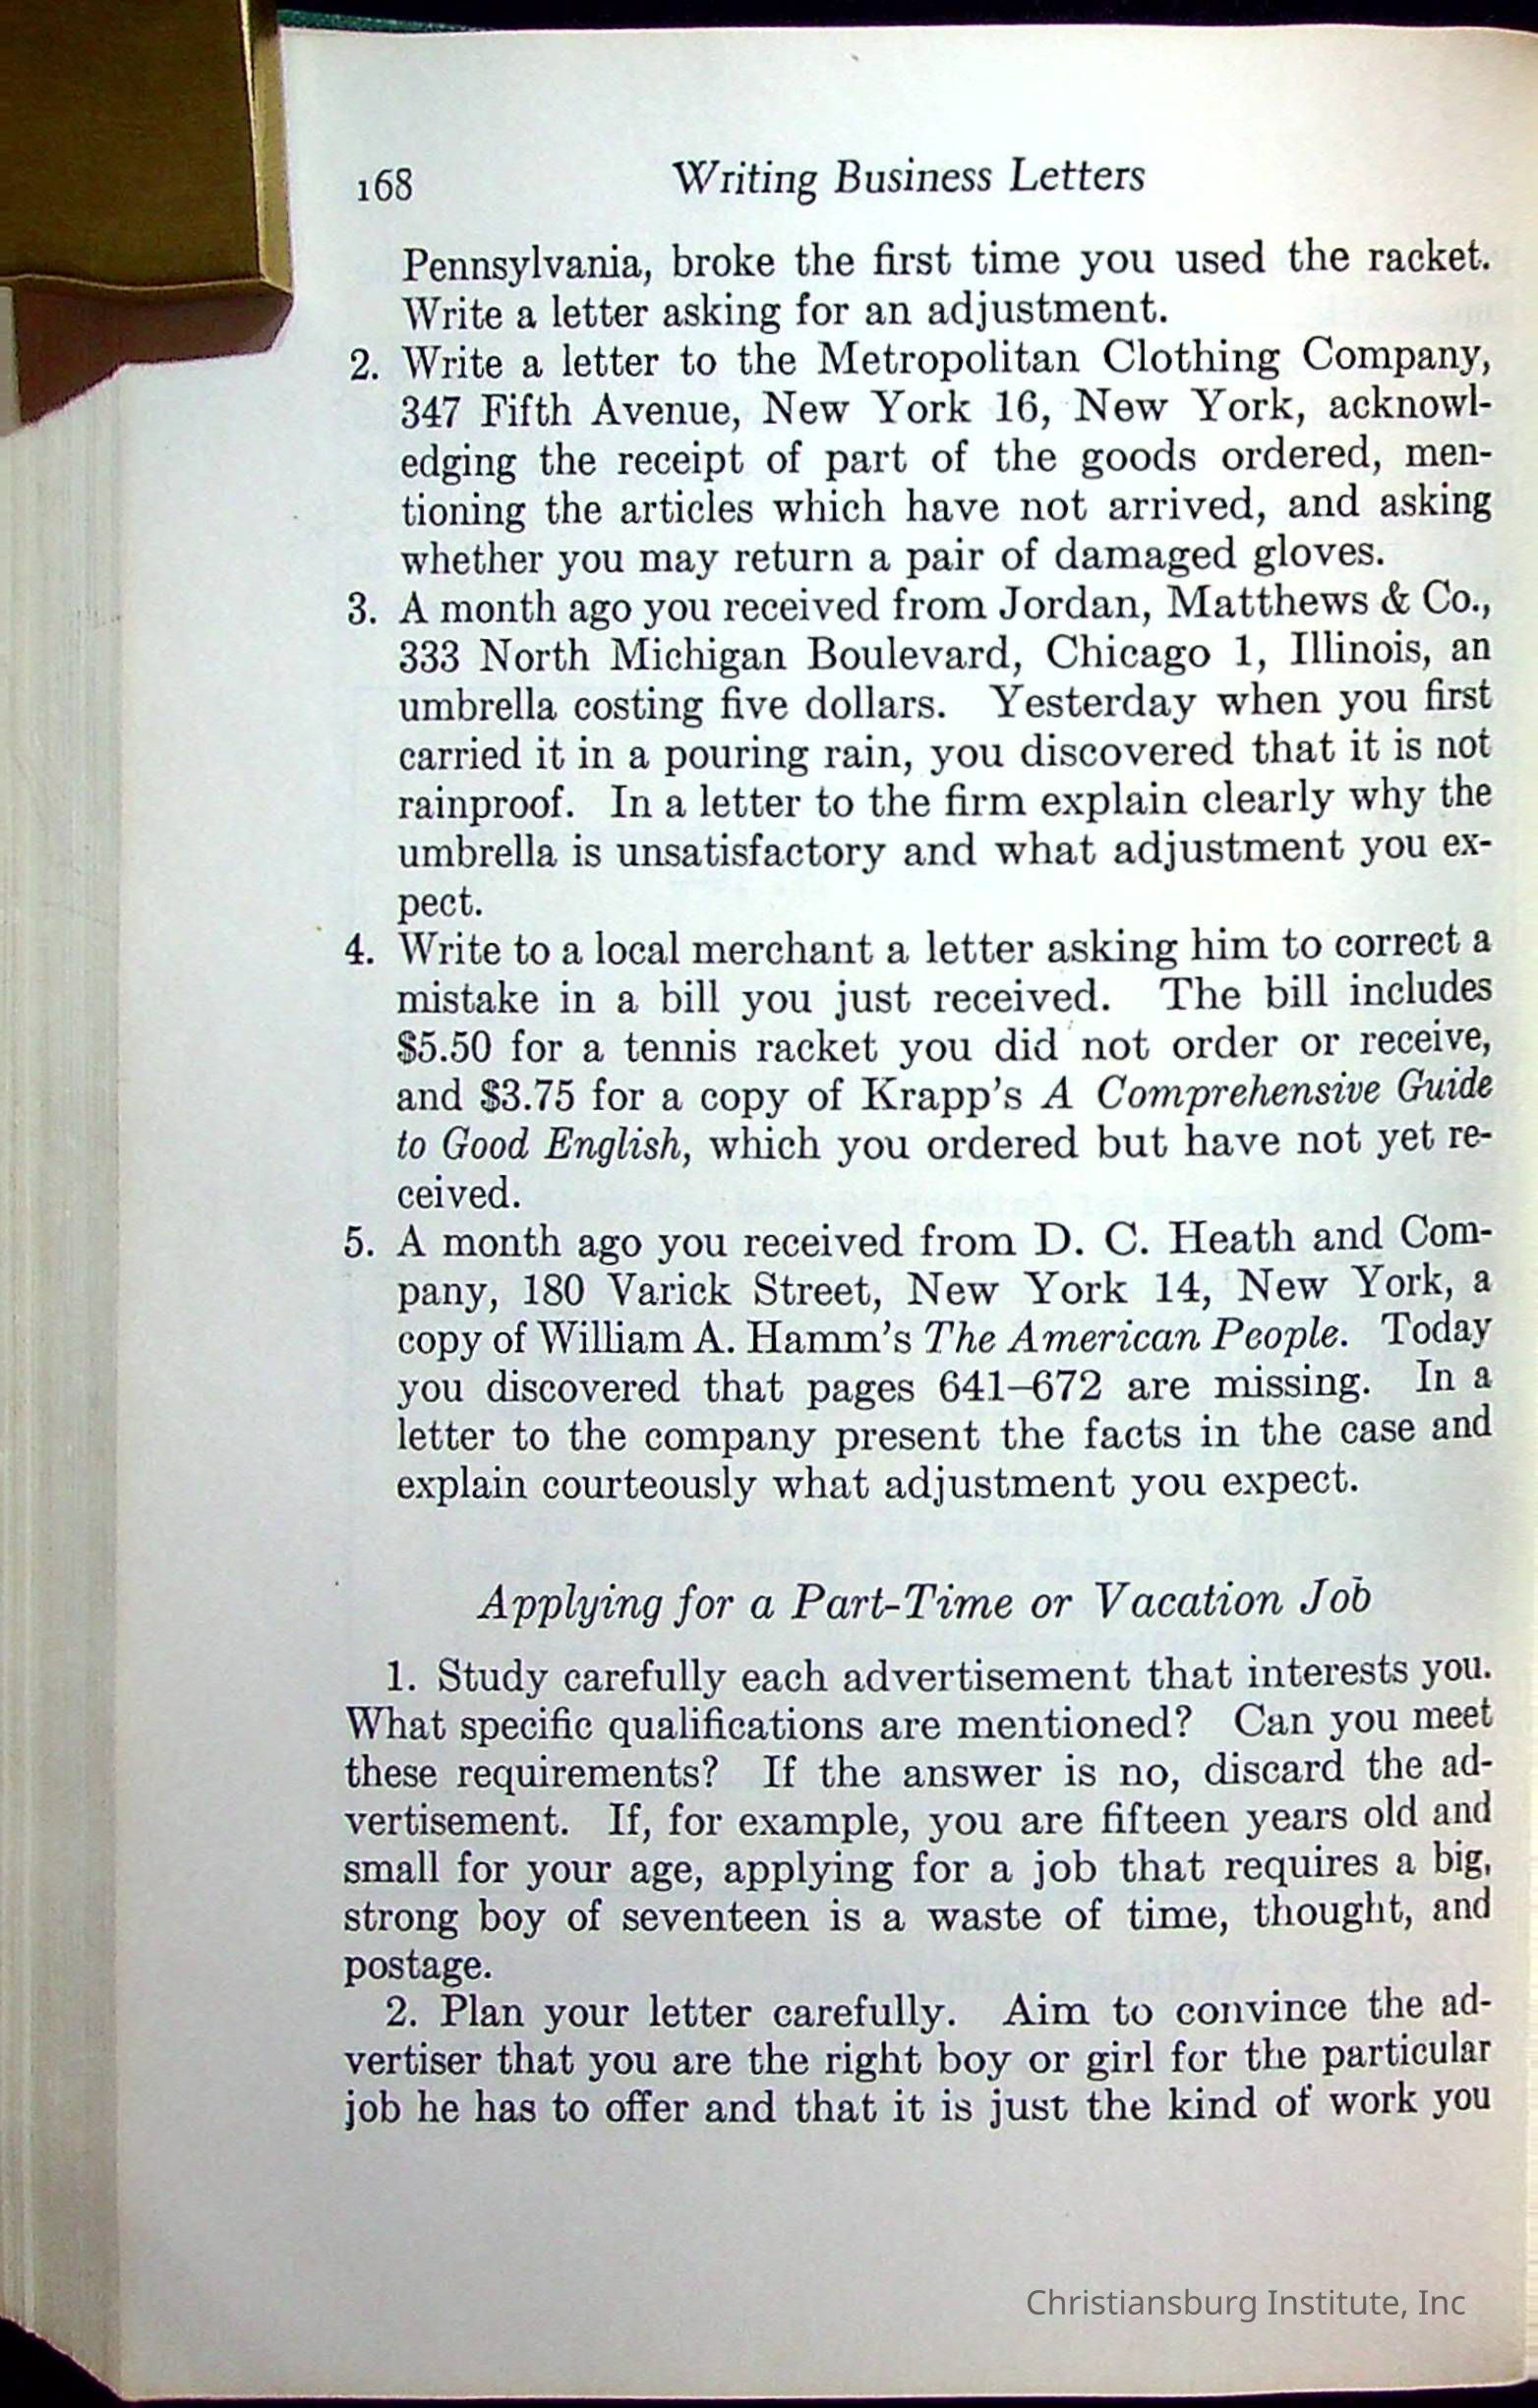 168 Writing Business Letters
Pennsylvania, broke the first time you used the racket.
Write a letter asking for an adjustment.
2. Write a letter to the Metropolitan Clothing Company,
347 Fifth Avenue, New York 16, New York, acknowl-
edging the receipt of part of the goods ordered, men-
tioning the articles which have not arrived, and asking
whether you may return a pair of damaged gloves.
3. A month ago you received from Jordan, Matthews & Co.,
333 North Michigan Boulevard, Chicago 1, Illinois, an
umbrella costing five dollars. Yesterday when you first
carried it in a pouring rain, you discovered that it is not
rainproof. In a letter to the firm explain clearly why the
umbrella is unsatisfactory and what adjustment you ex-
pect.
4. Write to a local merchant a letter asking him to correct a
mistake in a bill you just received. The bill includes
$5.50 for a tennis racket you did not order or receive,
and $3.75 for a copy of Krapp's A Comprehensive Guide
to Good English, which you ordered but have not yet re-
ceived.
5. A month ago you received from D. C. Heath and Com-
pany, 180 Varick Street, New York 14, New York, a
copy of William A. Hamm's The American People. Today
you discovered that pages 641–672 are missing. In a
letter to the company present the facts in the case and
explain courteously what adjustment you expect.
Applying for a Part-Time or Vacation Job
1. Study carefully each advertisement that interests you.
What specific qualifications are mentioned? Can you meet
these requirements? If the answer is no, discard the ad-
vertisement. If, for example, you are fifteen years old and
small for your age, applying for a job that requires a big,
strong boy of seventeen is a waste of time, thought, and
postage.
2. Plan your letter carefully. Aim to convince the ad-
vertiser that you are the right boy or girl for the particular
job he has to offer and that it is just the kind of work you
Christiansburg Institute, Inc